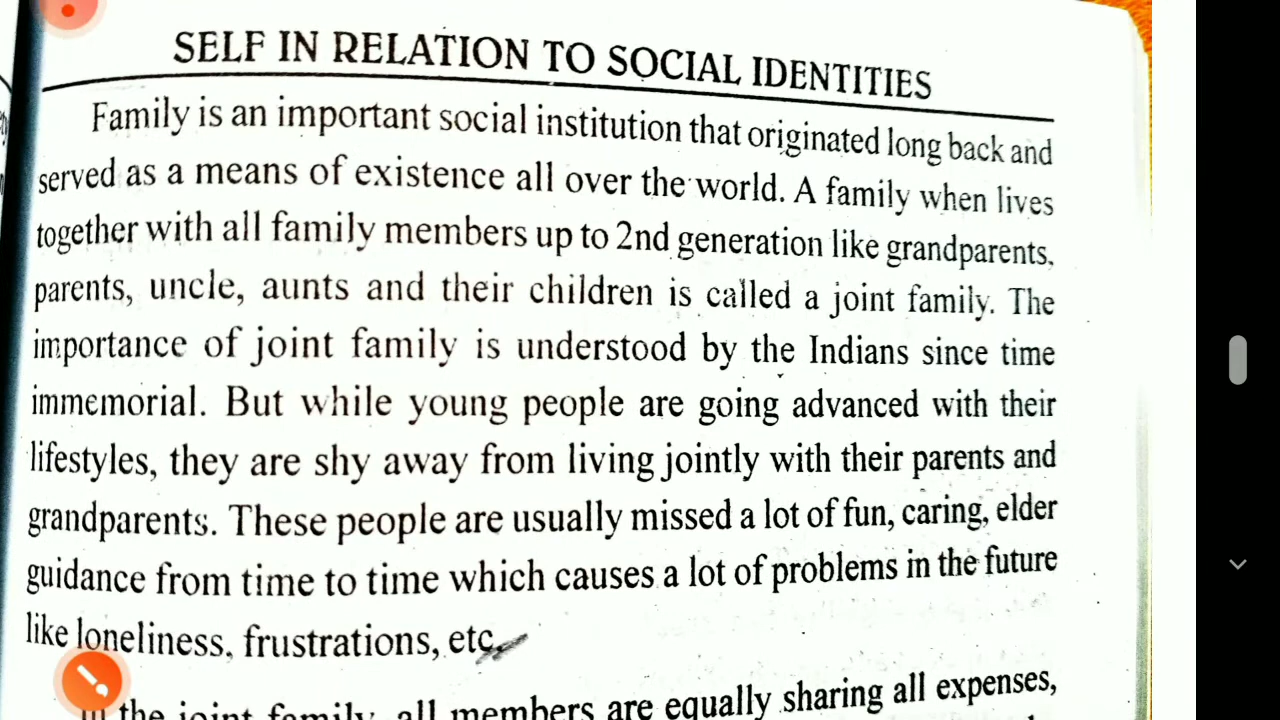 SELF IN RELATION TO SOCIAL IDENTITIES
Family is an important social institution that originated long back and
served as a means of existence all over the world. A family when lives
together with all family members up to 2nd generation like grandparents,
parents, uncle, aunts and their children is called a joint family. The
importance of joint family is understood by the Indians since time
immemorial. But while young people are going advanced with their
lifestyles, they are shy away from living jointly with their parents and
grandparents. These people are usually missed a lot of fun, caring, elder
guidance from time to time which causes a lot of problems in the future
like loneliness, frustrations, etc.
the joint family, all members are equally sharing all expenses,